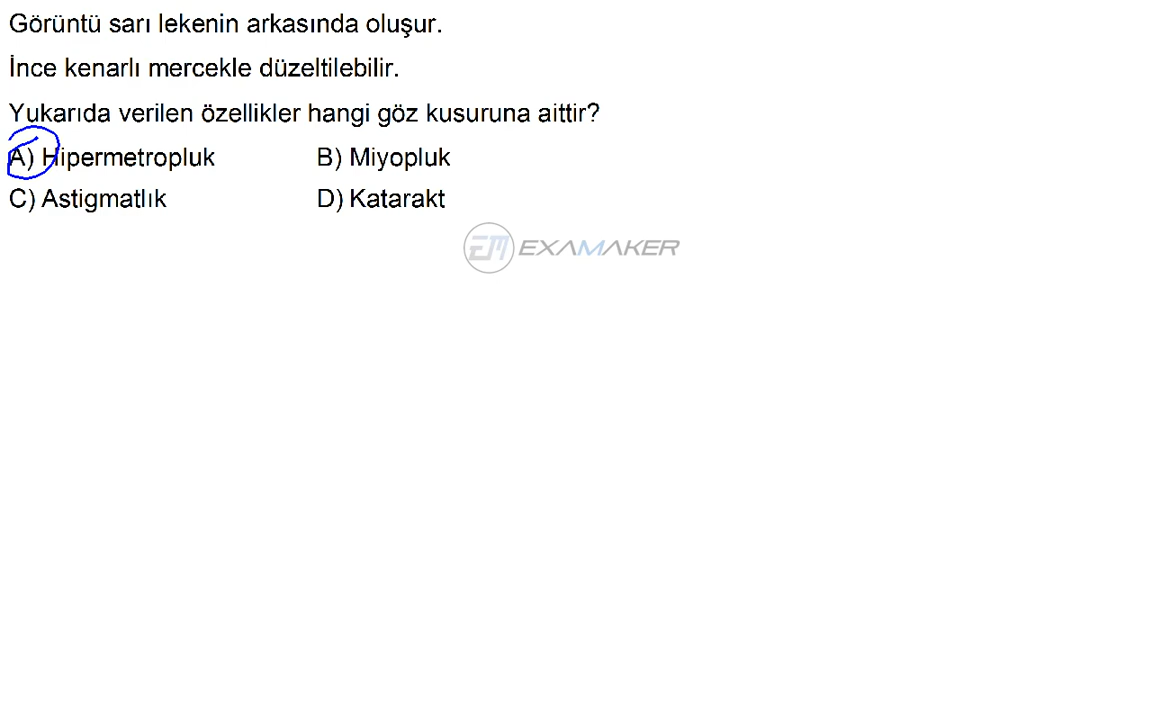 Görüntü sarı lekenin arkasında oluşur.
İnce kenarlı mercekle düzeltilebilir.
Yukarıda verilen özellikler hangi göz kusuruna aittir?
A) Hipermetropluk B) Miyopluk
C) Astigmatlık D) Katarakt
EM EXAMAKER